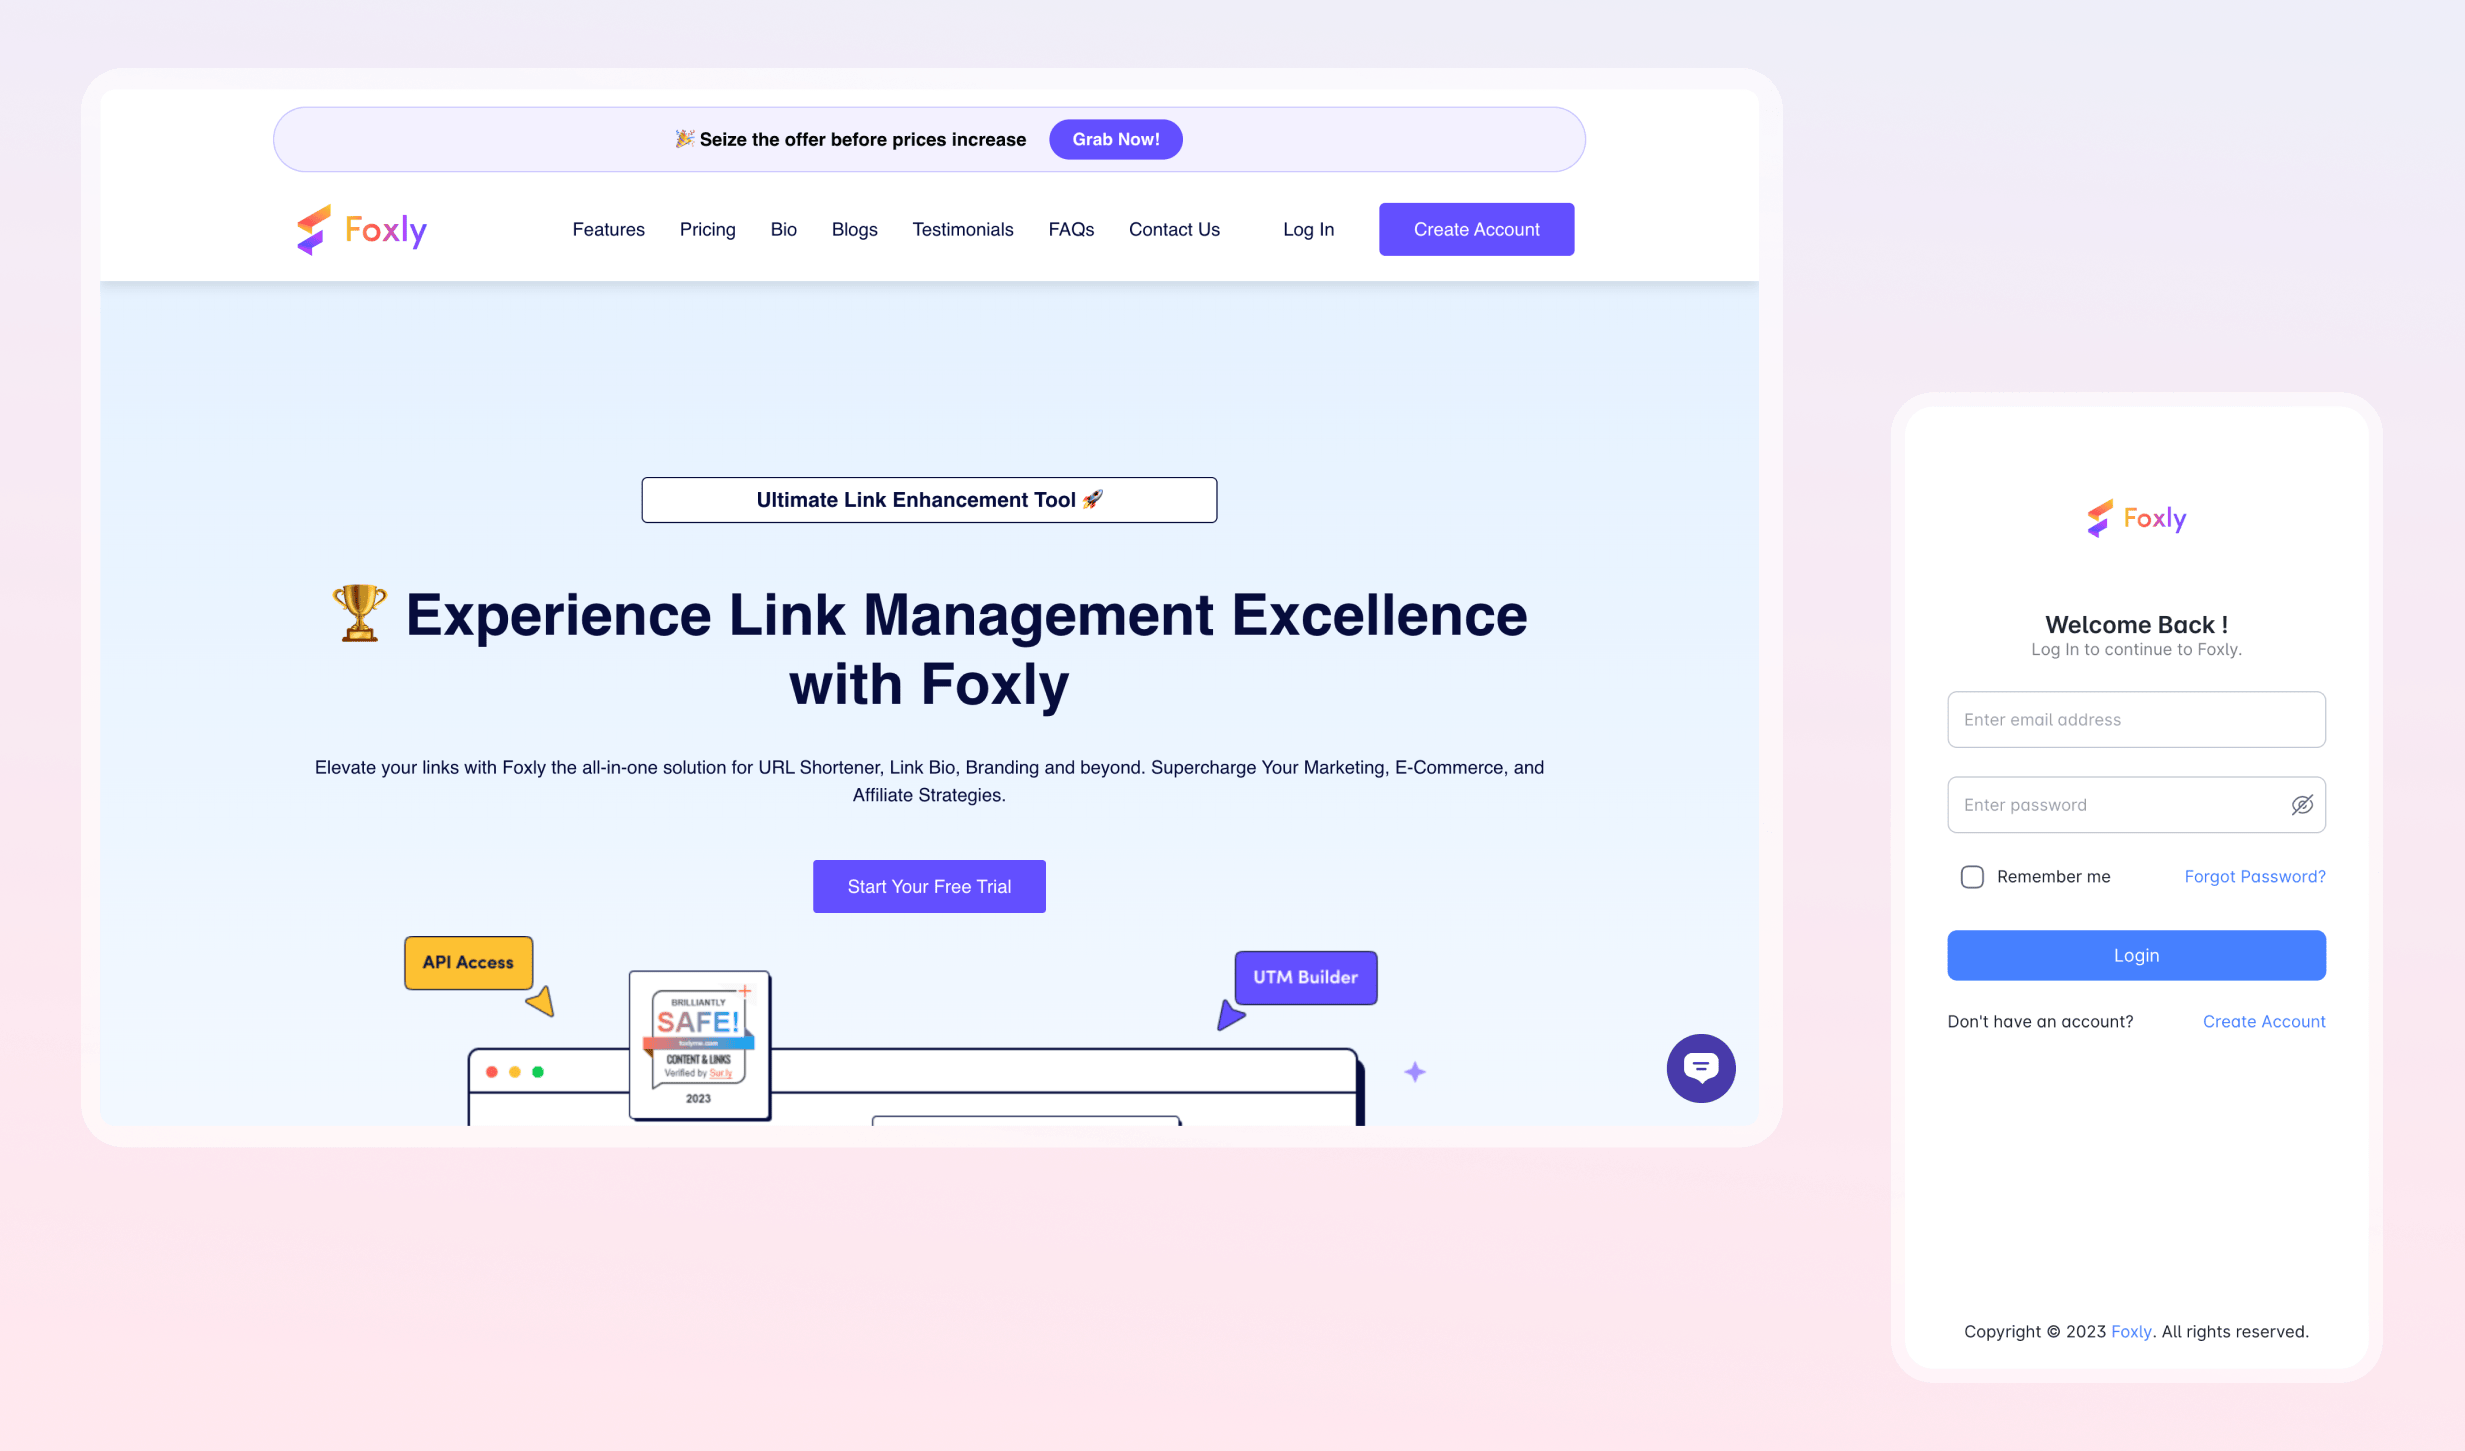 🎉 Seize the offer before prices increase
Grab Now!
Foxly
Features
Pricing
Bio
Blogs
Testimonials
FAQs
Contact Us
Log In
Create Account
Ultimate Link Enhancement Tool 🚀
🏆 Experience Link Management Excellence
with Foxly
Elevate your links with Foxly the all-in-one solution for URL Shortener, Link Bio, Branding and beyond. Supercharge Your Marketing, E-Commerce, and
Affiliate Strategies.
Start Your Free Trial
API Access
UTM Builder
BRILLIANTLY
SAFE!
CONTENT & LINKS
Verified by Sur.ly
2023
Foxly
Welcome Back !
Log In to continue to Foxly.
Enter email address
Enter password
Remember me
Forgot Password?
Login
Don't have an account?
Create Account
Copyright © 2023 Foxly. All rights reserved.